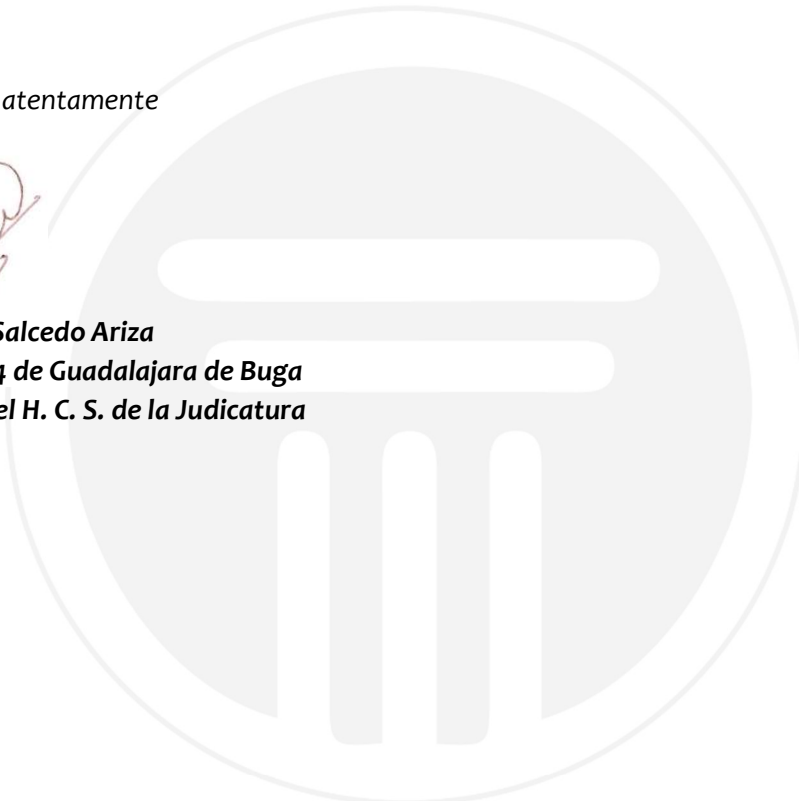 atentamente
Salcedo Ariza
4 de Guadalajara de Buga
el H. C. S. de la Judicatura